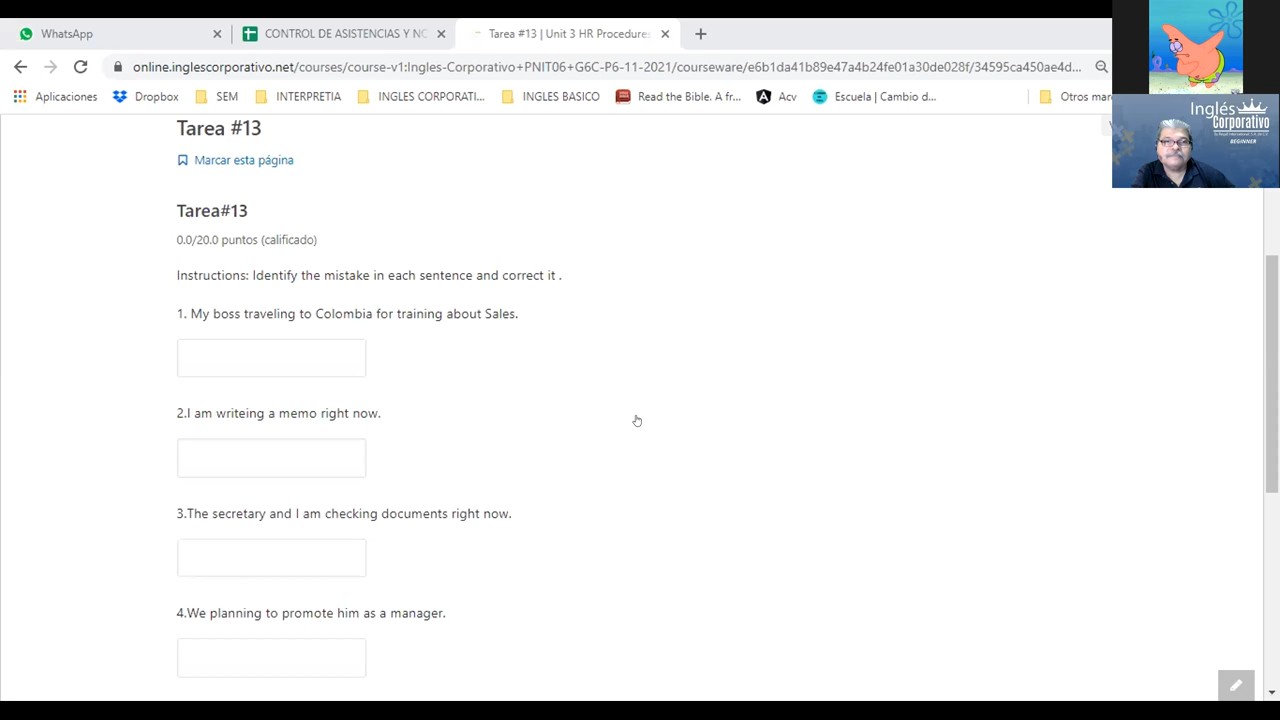 WhatsApp
CONTROL DE ASISTENCIAS Y NO
Tarea #13 | Unit 3 HR Procedures
online.inglescorporativo.net/courses/course-v1:Ingles-Corporativo+PNIT06+G6C-P6-11-2021/courseware/e6b1da41b89e47a4b24fe01a30de028f/34595ca450ae4d...
Aplicaciones
Dropbox
SEM
INTERPRETIA
INGLES CORPORATI...
INGLES BASICO
Read the Bible. A fr...
Acv
Escuela | Cambio d...
Otros mar
Inglés
Corporativo
BEGINNER
Tarea #13
Marcar esta página
Tarea#13
0.0/20.0 puntos (calificado)
Instructions: Identify the mistake in each sentence and correct it .
1. My boss traveling to Colombia for training about Sales.
2.I am writeing a memo right now.
3.The secretary and I am checking documents right now.
4.We planning to promote him as a manager.